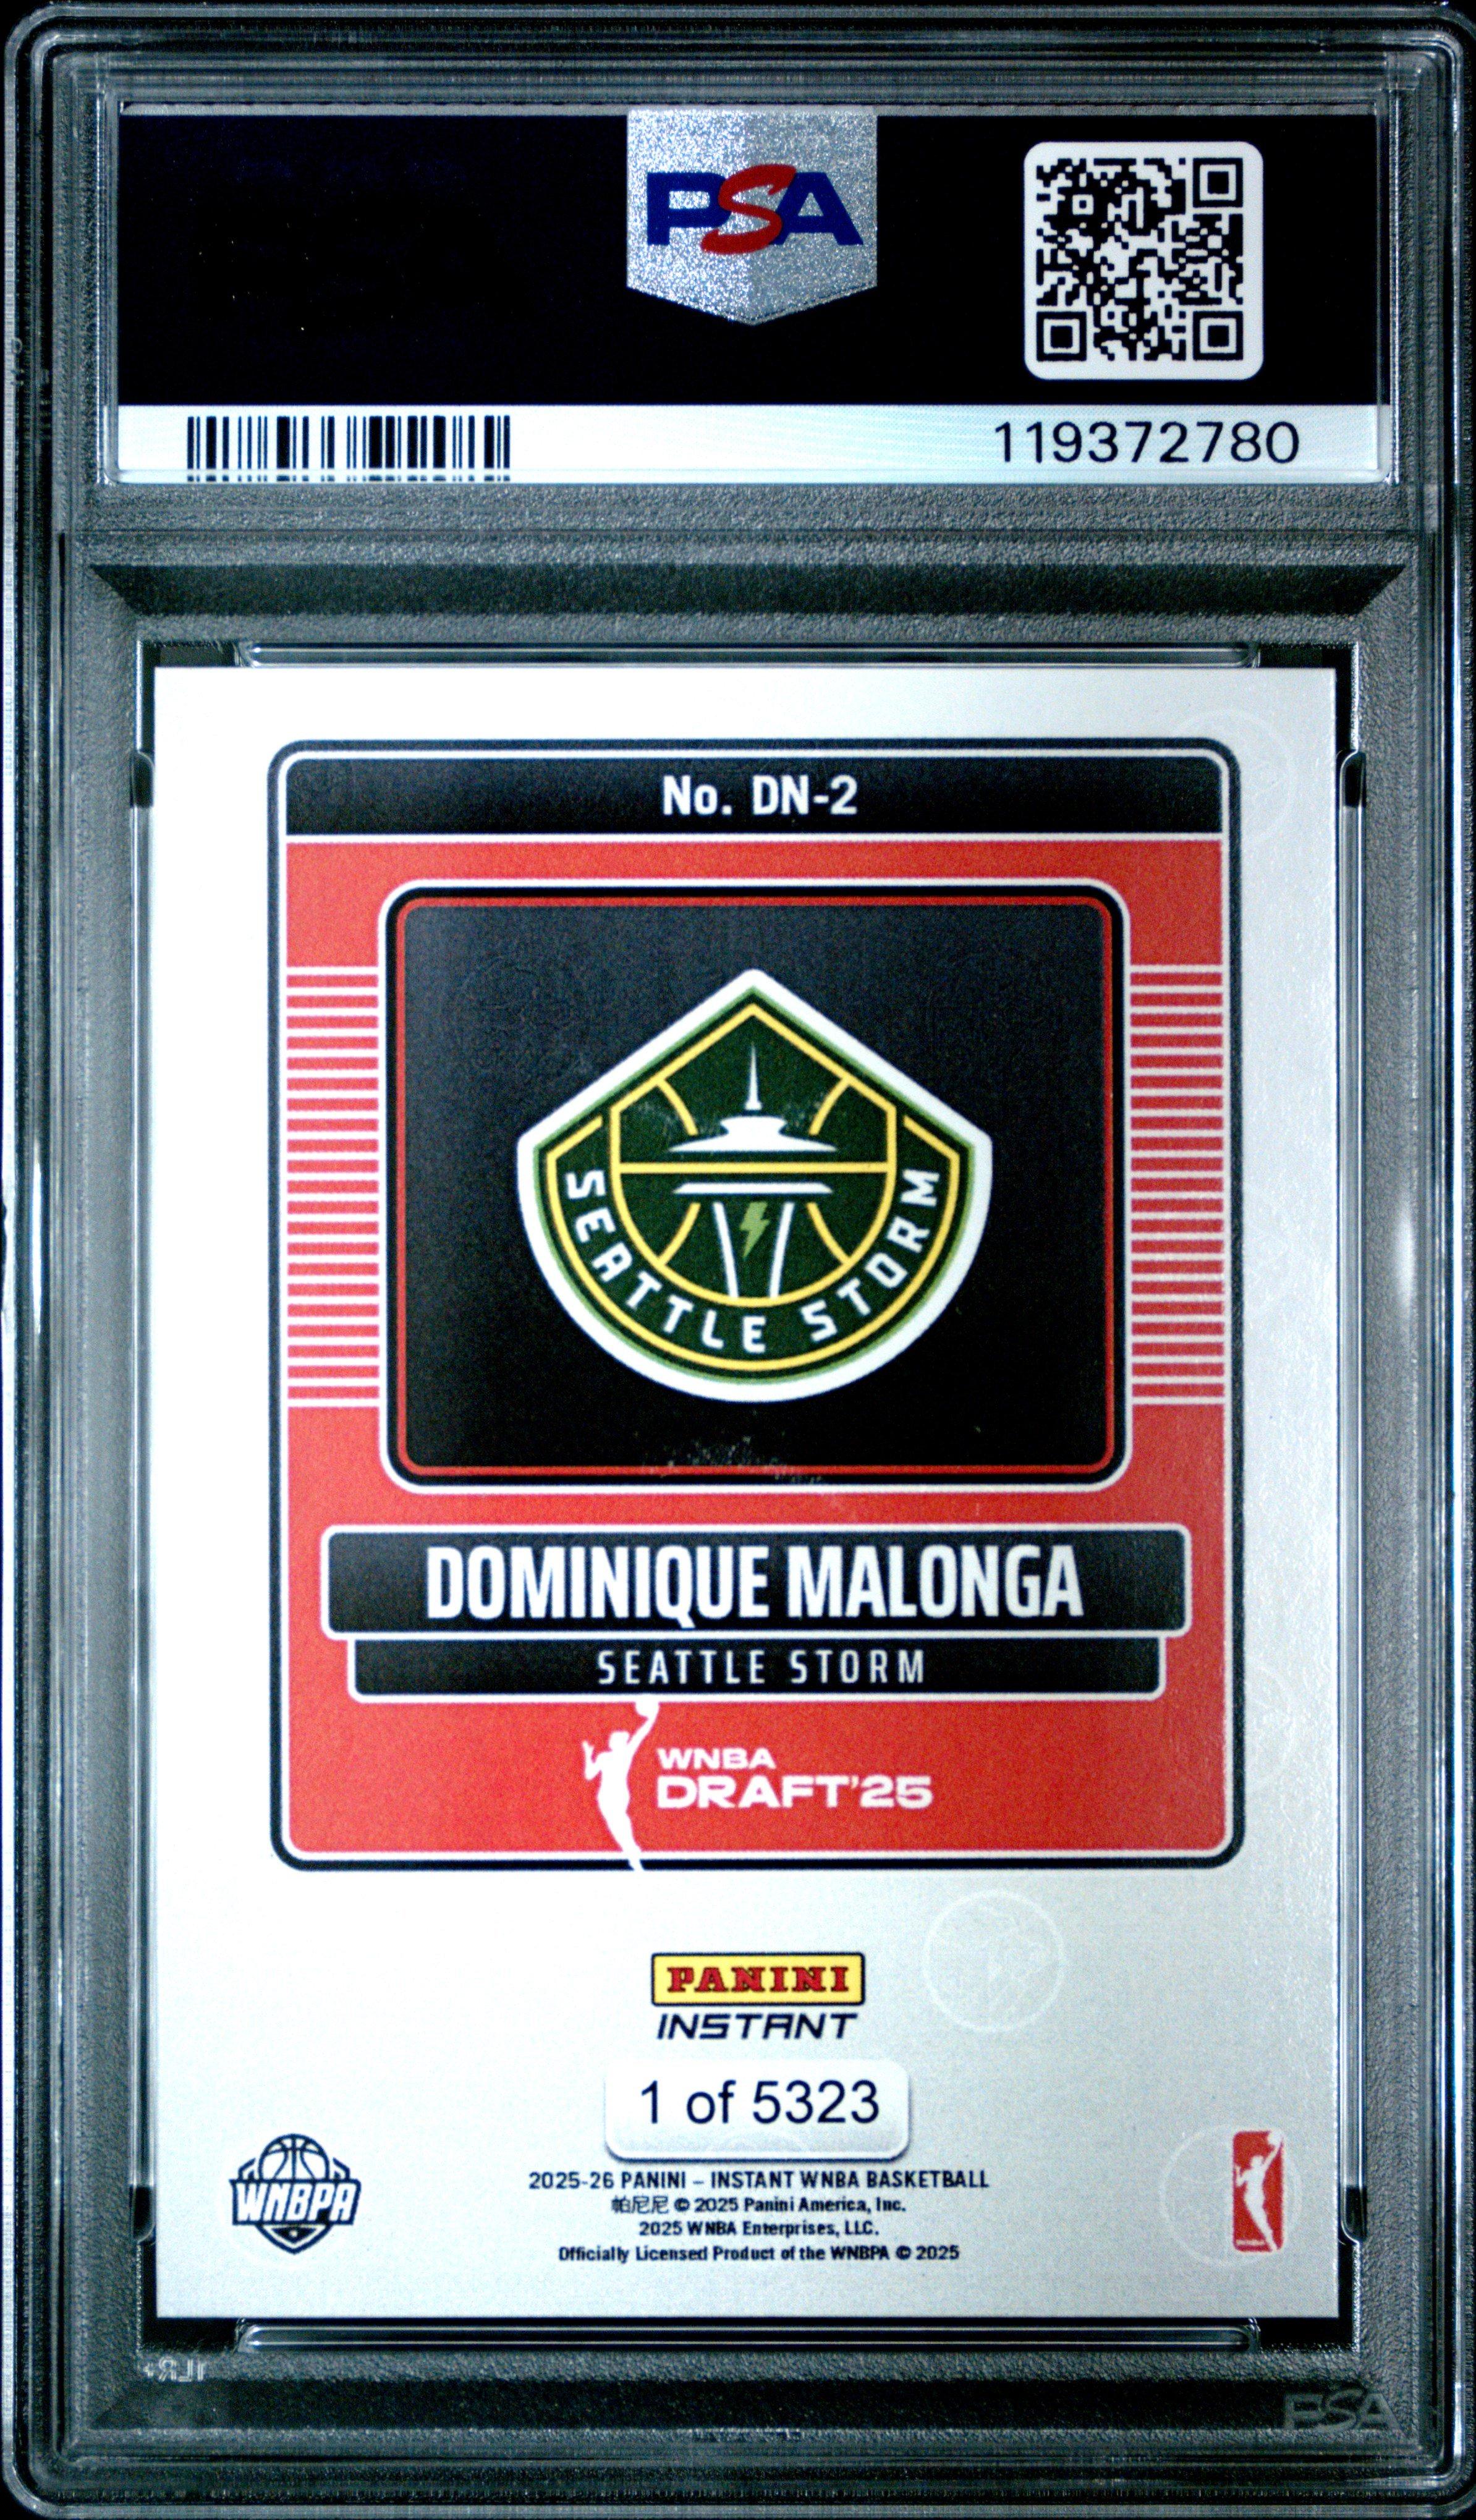 PSA
119372780
No. DN-2
SEATTLE STORM
DOMINIQUE MALONGA
SEATTLE STORM
WNBA
DRAFT'25
PANINI
INSTANT
1 of 5323
WNBPA
2025-26 PANINI – INSTANT WNBA BASKETBALL
帕尼尼 © 2025 Panini America, Inc.
2025 WNBA Enterprises, LLC.
Officially Licensed Product of the WNBPA © 2025
WNBA
PSA